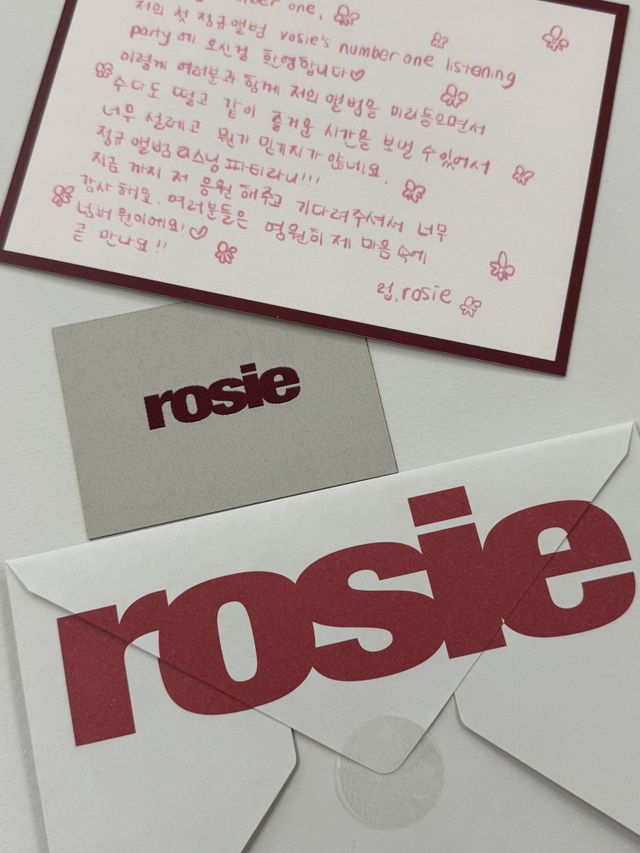 number one,
저의 첫 정규앨범 rosie's number one listening
party에 오신걸 환영합니다♡
이렇게 여러분과 함께 저의 앨범을 미리들으면서
수다도 떨고 같이 즐거운 시간을 보낼 수 있어서
너무 설레고 뭔가 믿기지가 않네요.
정규앨범 리스닝 파티라니!!!
지금 까지 저 응원 해주고 기다려주셔서 너무
감사해요. 여러분들은 영원히 제 마음 속에
넘버 원이에요!♡
곧 만나요!!
럽, rosie
rosie
rosie